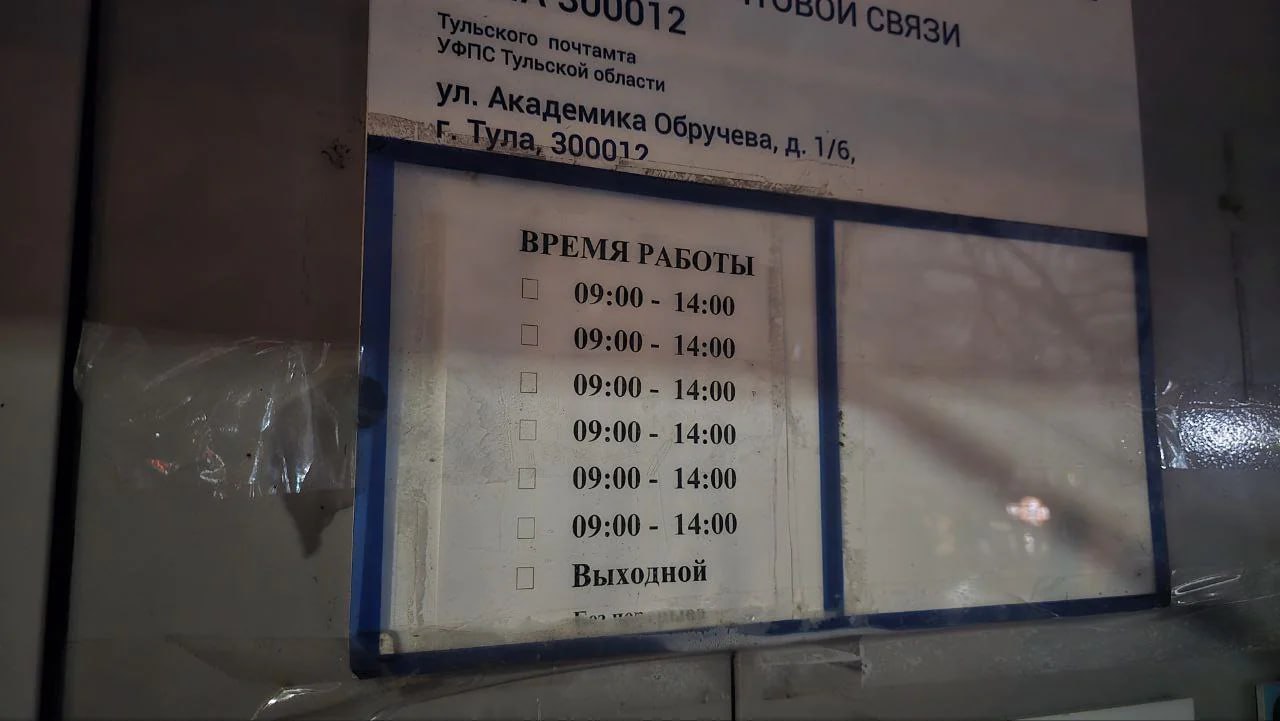 ТОВОЙ СВЯЗИ
300012
Тульского почтамта
УФПС Тульской области
ул. Академика Обручева, д. 1/6,
г. Тула, 300012
ВРЕМЯ РАБОТЫ
□ 09:00 - 14:00
□ 09:00 - 14:00
□ 09:00 - 14:00
□ 09:00 - 14:00
□ 09:00 - 14:00
□ 09:00 - 14:00
□ Выходной
Без перерыва